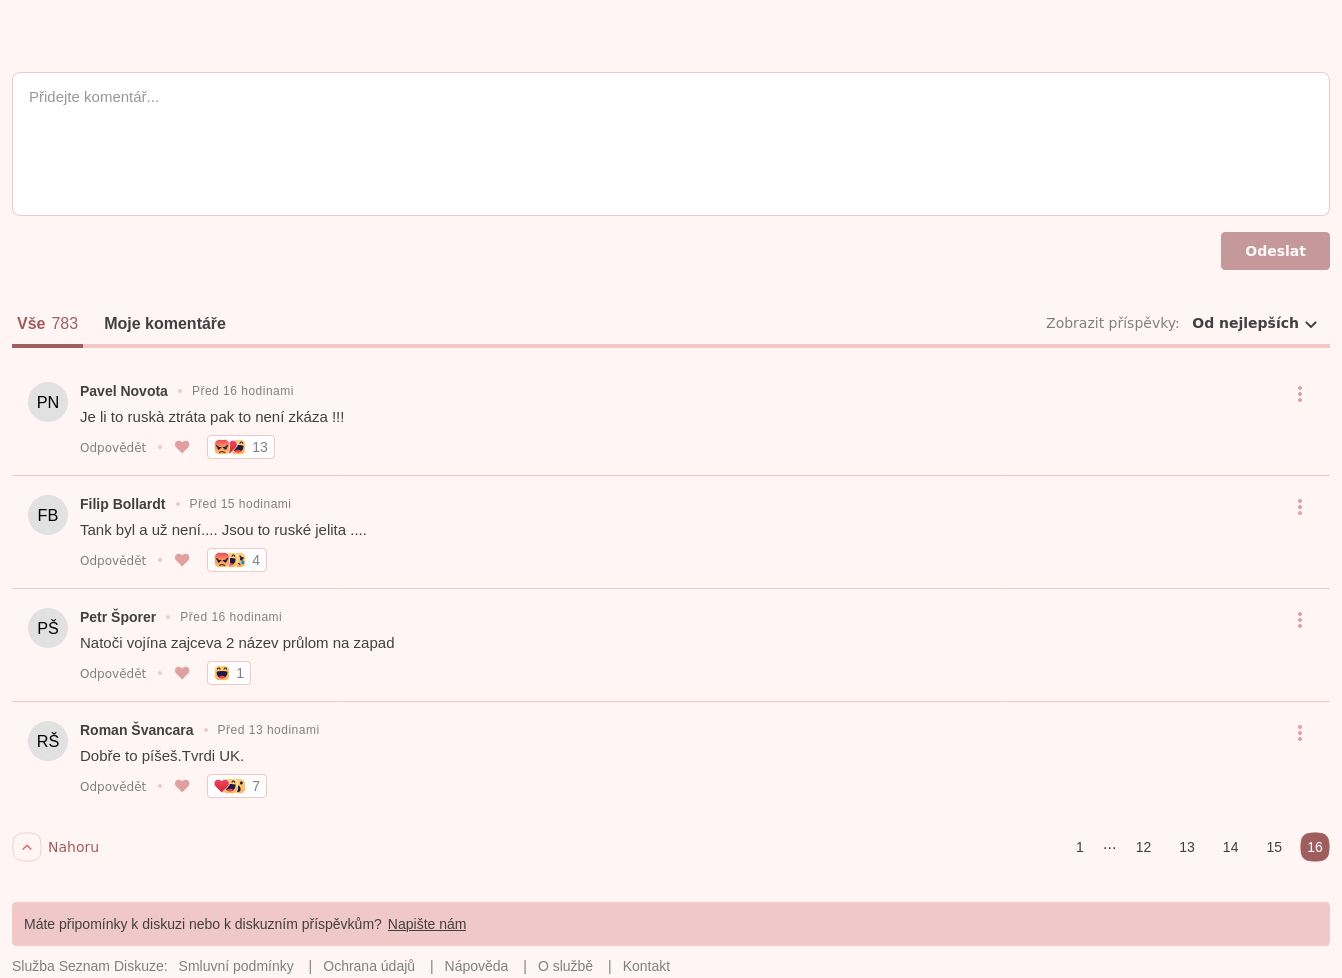 Přidejte komentář...
Odeslat
Vše 783 Moje komentáře Zobrazit příspěvky: Od nejlepších
PN Pavel Novota • Před 16 hodinami
Je li to ruskà ztráta pak to není zkáza !!!
Odpovědět • 13
FB Filip Bollardt • Před 15 hodinami
Tank byl a už není.... Jsou to ruské jelita ....
Odpovědět • 4
PŠ Petr Šporer • Před 16 hodinami
Natoči vojína zajceva 2 název průlom na zapad
Odpovědět • 1
RŠ Roman Švancara • Před 13 hodinami
Dobře to píšeš.Tvrdi UK.
Odpovědět • 7
Nahoru 1 ··· 12 13 14 15 16
Máte připomínky k diskuzi nebo k diskuzním příspěvkům? Napište nám
Služba Seznam Diskuze: Smluvní podmínky | Ochrana údajů | Nápověda | O službě | Kontakt